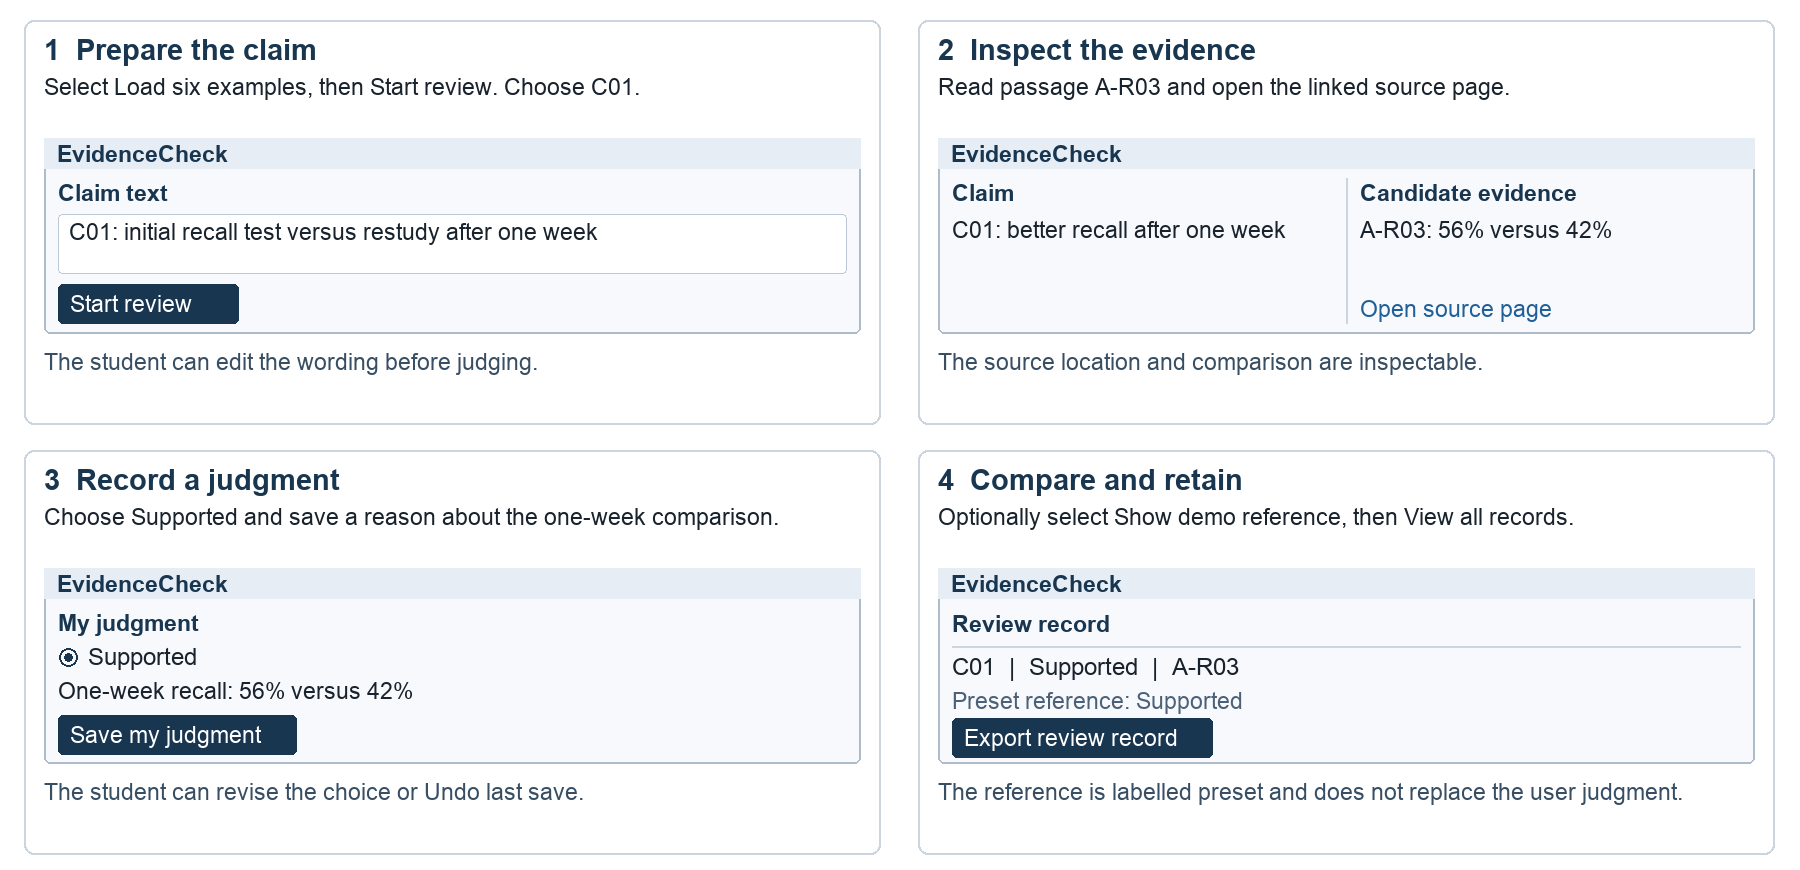 1 Prepare the claim
Select Load six examples, then Start review. Choose C01.
EvidenceCheck
Claim text
C01: initial recall test versus restudy after one week
Start review
The student can edit the wording before judging.
2 Inspect the evidence
Read passage A-R03 and open the linked source page.
EvidenceCheck
Claim
C01: better recall after one week
Candidate evidence
A-R03: 56% versus 42%
Open source page
The source location and comparison are inspectable.
3 Record a judgment
Choose Supported and save a reason about the one-week comparison.
EvidenceCheck
My judgment
Supported
One-week recall: 56% versus 42%
Save my judgment
The student can revise the choice or Undo last save.
4 Compare and retain
Optionally select Show demo reference, then View all records.
EvidenceCheck
Review record
C01 | Supported | A-R03
Preset reference: Supported
Export review record
The reference is labelled preset and does not replace the user judgment.